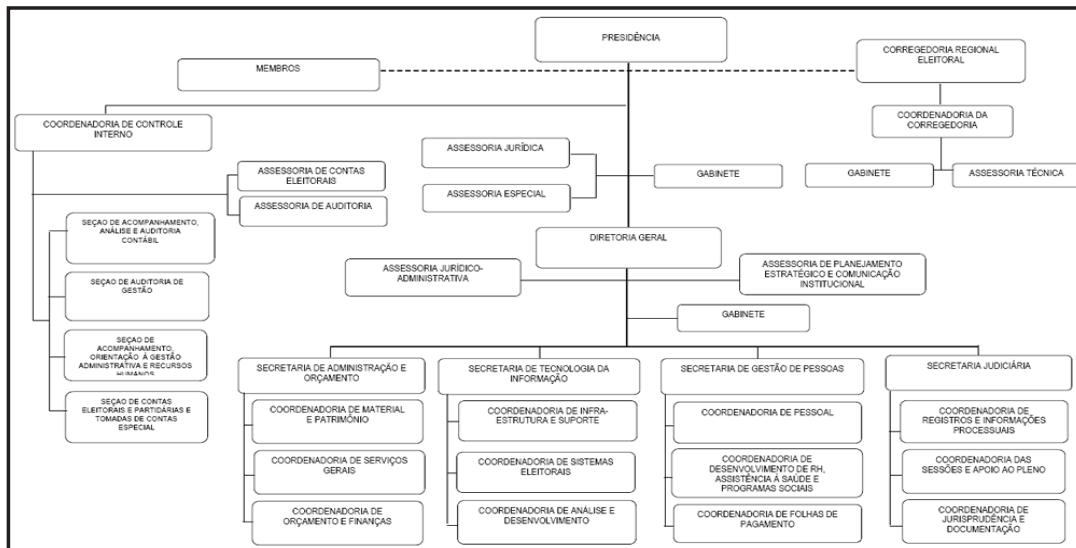 PRESIDÊNCIA
MEMBROS
CORREGEDORIA REGIONAL
ELEITORAL
COORDENADORIA DE CONTROLE
INTERNO
COORDENADORIA DA
CORREGEDORIA
GABINETE
ASSESSORIA TÉCNICA
ASSESSORIA JURÍDICA
ASSESSORIA ESPECIAL
GABINETE
ASSESSORIA DE CONTAS
ELEITORAIS
ASSESSORIA DE AUDITORIA
SEÇAO DE ACOMPANHAMENTO,
ANÁLISE E AUDITORIA
CONTÁBIL
SEÇAO DE AUDITORIA DE
GESTÃO
SEÇAO DE
ACOMPANHAMENTO,
ORIENTAÇÃO Á GESTÃO
ADMINISTRATIVA E RECURSOS
HUMANOS
SEÇAO DE CONTAS
ELEITORAIS E PARTIDÁRIAS E
TOMADAS DE CONTAS
ESPECIAL
DIRETORIA GERAL
ASSESSORIA JURÍDICO-
ADMINISTRATIVA
ASSESSORIA DE PLANEJAMENTO
ESTRATÉGICO E COMUNICAÇÃO
INSTITUCIONAL
GABINETE
SECRETARIA DE ADMINISTRAÇÃO E
ORÇAMENTO
COORDENADORIA DE MATERIAL
E PATRIMÔNIO
COORDENADORIA DE SERVIÇOS
GERAIS
COORDENADORIA DE
ORÇAMENTO E FINANÇAS
SECRETARIA DE TECNOLOGIA DA
INFORMAÇÃO
COORDENADORIA DE INFRA-
ESTRUTURA E SUPORTE
COORDENADORIA DE SISTEMAS
ELEITORAIS
COORDENADORIA DE ANÁLISE E
DESENVOLVIMENTO
SECRETARIA DE GESTÃO DE PESSOAS
COORDENADORIA DE PESSOAL
COORDENADORIA DE
DESENVOLVIMENTO DE RH,
ASSISTÊNCIA Á SAÚDE E
PROGRAMAS SOCIAIS
COORDENADORIA DE FOLHAS DE
PAGAMENTO
SECRETARIA JUDICIÁRIA
COORDENADORIA DE
REGISTROS E INFORMAÇÕES
PROCESSUAIS
COORDENADORIA DAS
SESSÕES E APOIO AO PLENO
COORDENADORIA DE
JURISPRUDÊNCIA E
DOCUMENTAÇÃO